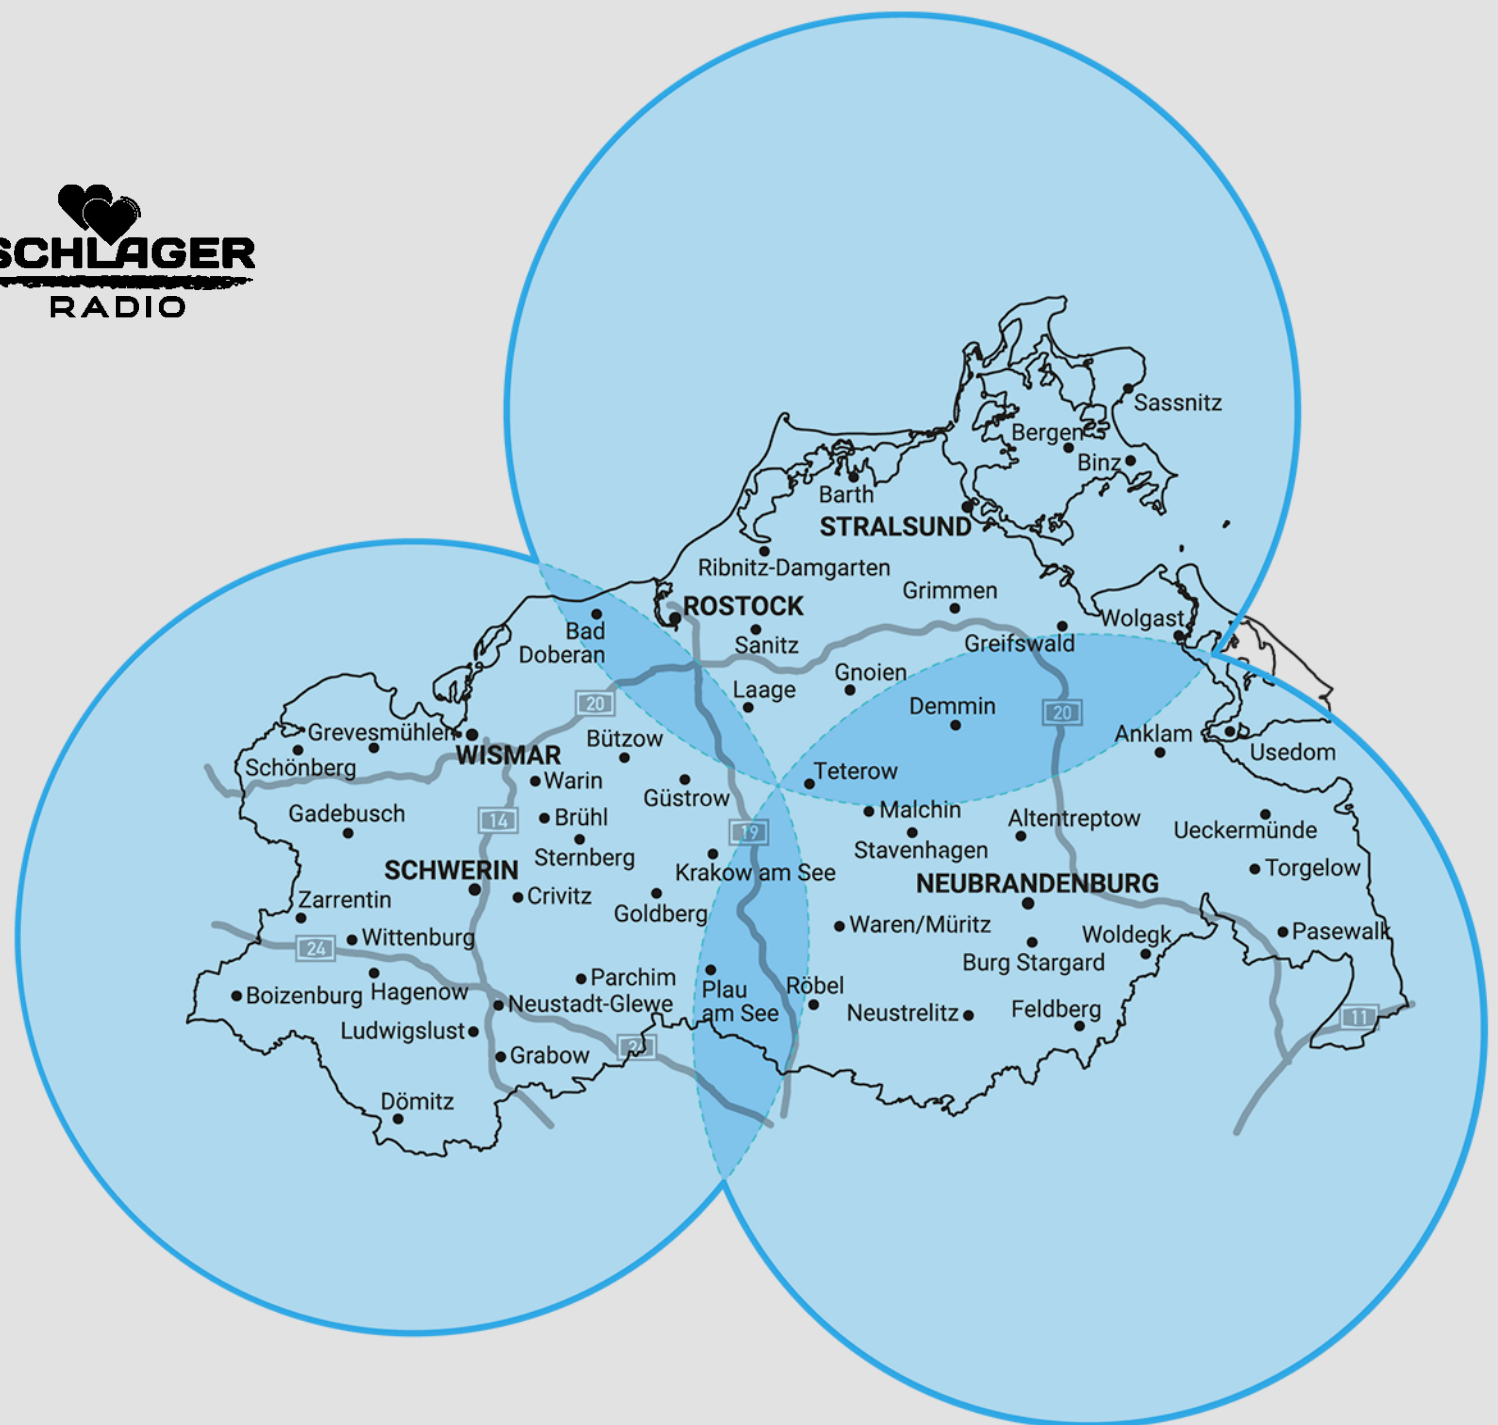 SCHLAGER
RADIO
Sassnitz
Bergen
Binz
Barth
STRALSUND
Ribnitz-Damgarten
Grimmen
ROSTOCK
Wolgast
Bad
Doberan
Sanitz
Greifswald
Gnoien
Laage
20
Demmin
20
Grevesmühlen
Anklam
Bützow
WISMAR
Usedom
Schönberg
Teterow
Warin
Güstrow
Gadebusch
14
Brühl
19
Malchin
Altentreptow
Ueckermünde
Sternberg
Stavenhagen
SCHWERIN
Krakow am See
NEUBRANDENBURG
Torgelow
Zarrentin
Crivitz
Goldberg
Waren/Müritz
Woldegk
Pasewalk
24
Wittenburg
Burg Stargard
Parchim
Plau
am See
Röbel
Boizenburg
Hagenow
Neustadt-Glewe
Neustrelitz
Feldberg
11
Ludwigslust
24
Grabow
Dömitz